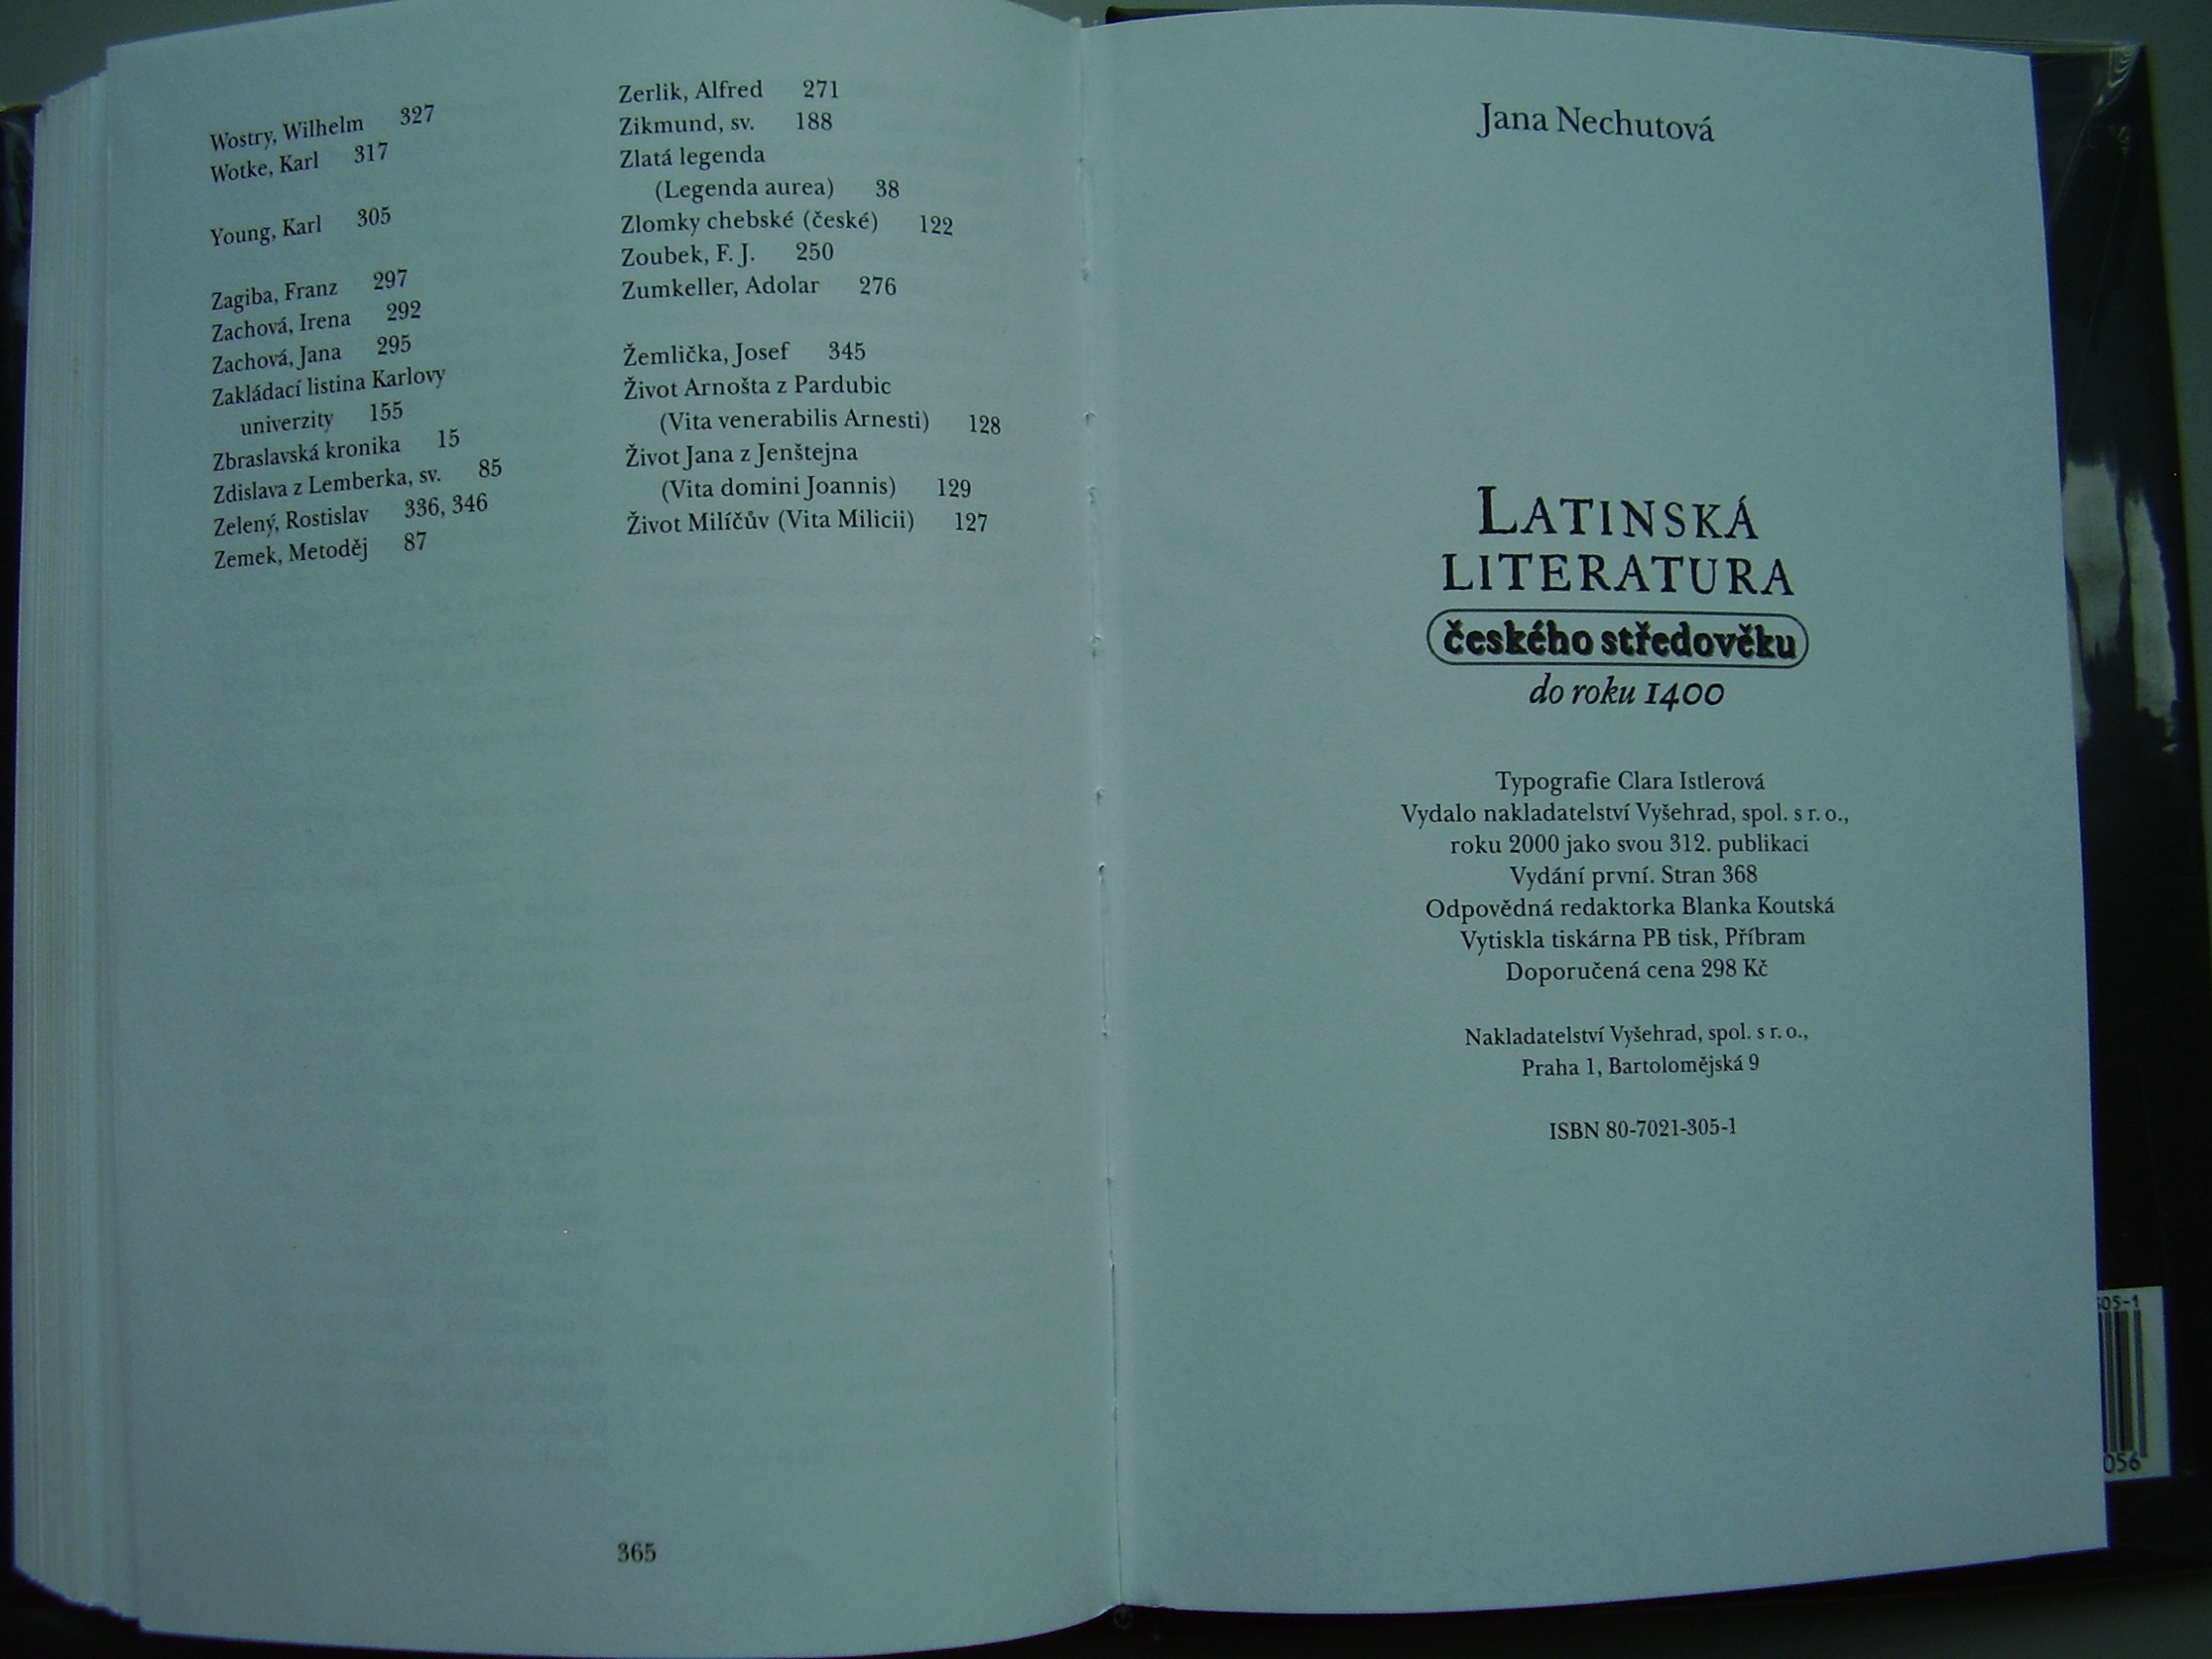 Wostry, Wilhelm 327
Wotke, Karl 317
Young, Karl 305
Zagiba, Franz 297
Zachová, Irena 292
Zachová, Jana 295
Zakládací listina Karlovy
univerzity 155
Zbraslavská kronika 15
Zdislava z Lemberka, sv. 85
Zelený, Rostislav 336, 346
Zemek, Metoděj 87
Zerlik, Alfred 271
Zikmund, sv. 188
Zlatá legenda
(Legenda aurea) 38
Zlomky chebské (české) 122
Zoubek, F. J. 250
Zumkeller, Adolar 276
Žemlička, Josef 345
Život Arnošta z Pardubic
(Vita venerabilis Arnesti) 128
Život Jana z Jenštejna
(Vita domini Joannis) 129
Život Milíčův (Vita Milicii) 127
365
Jana Nechutová
LATINSKÁ
LITERATURA
českého středověku
do roku 1400
Typografie Clara Istlerová
Vydalo nakladatelství Vyšehrad, spol. s r. o.,
roku 2000 jako svou 312. publikaci
Vydání první. Stran 368
Odpovědná redaktorka Blanka Koutská
Vytiskla tiskárna PB tisk, Příbram
Doporučená cena 298 Kč
Nakladatelství Vyšehrad, spol. s r. o.,
Praha 1, Bartolomějská 9
ISBN 80-7021-305-1
05-1
056